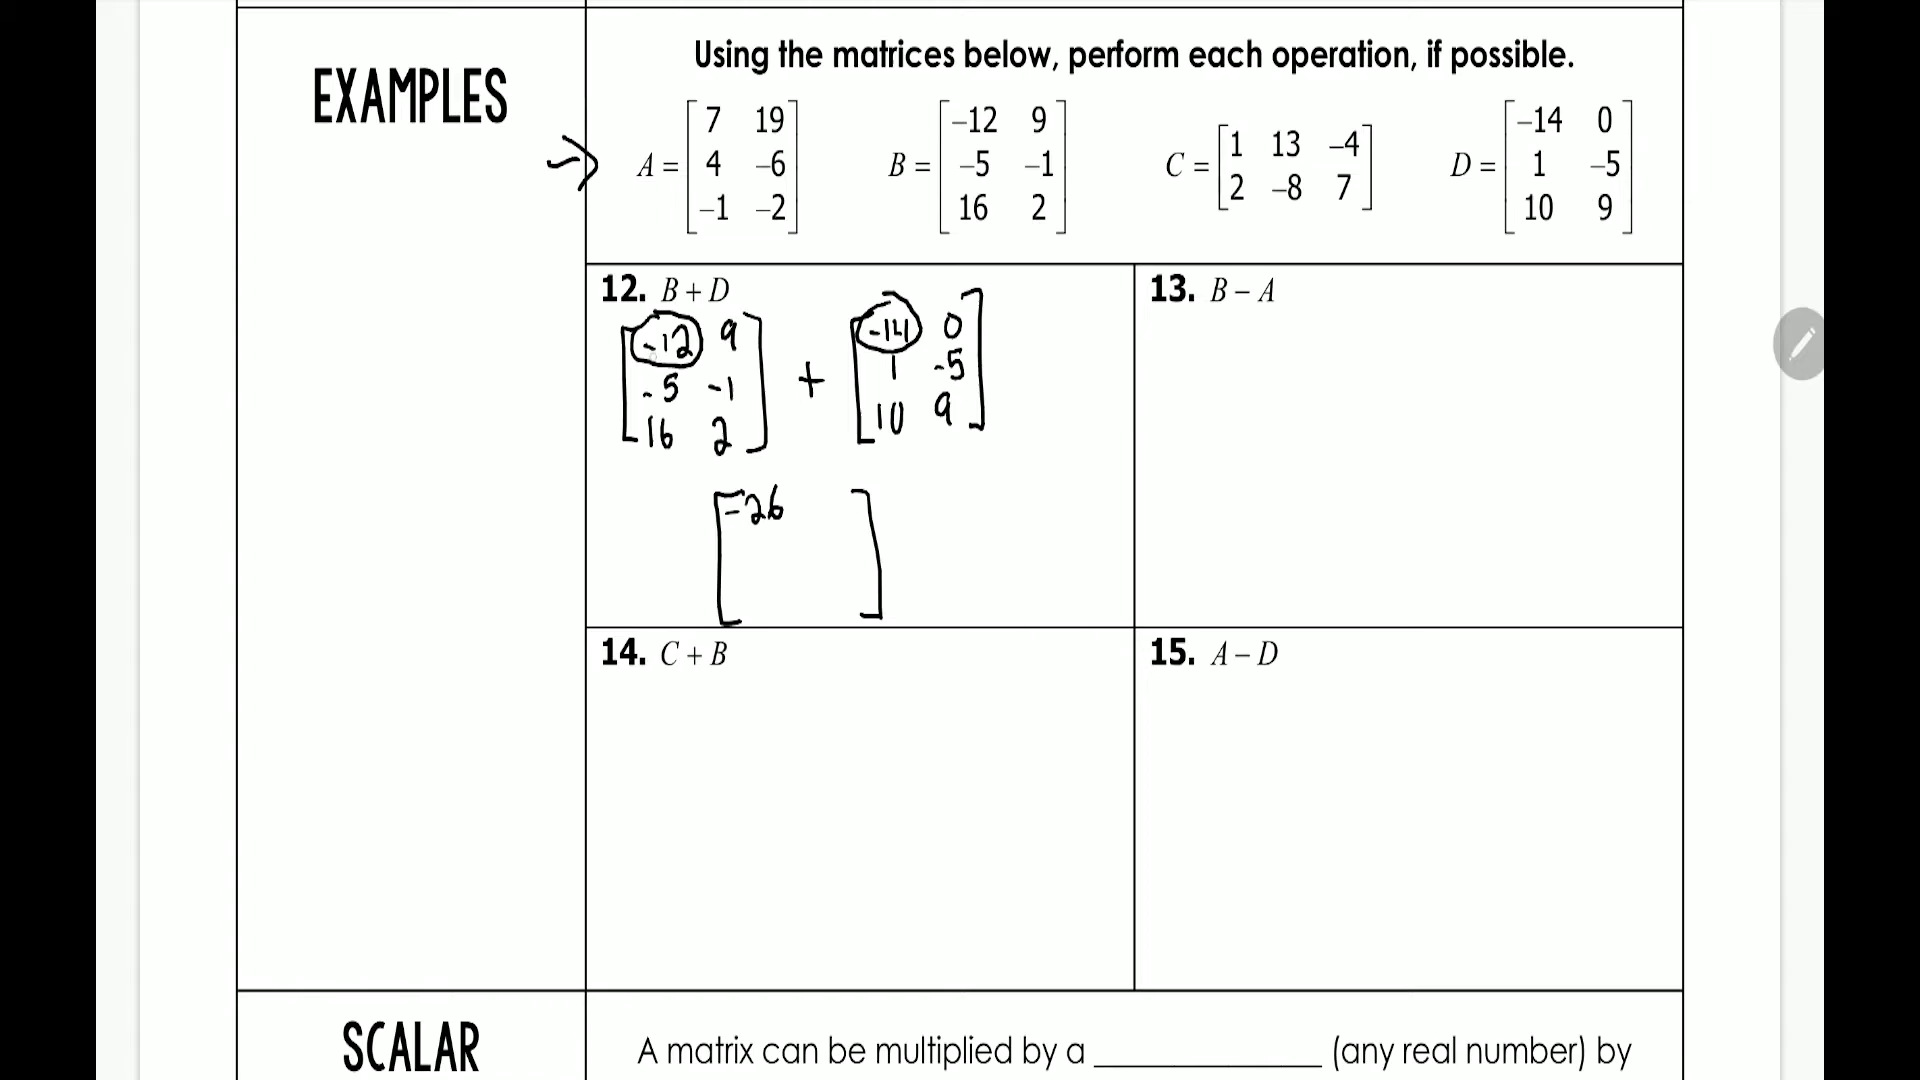 EXAMPLES
Using the matrices below, perform each operation, if possible.
A = [7 19
4 –6
–1 –2]
B = [–12 9
–5 –1
16 2]
C = [1 13 –4
2 –8 7]
D = [–14 0
1 –5
10 9]
12. B + D
[-12 9
-5 -1
16 2]
+
[-14 0
1 -5
10 9]
[-26 ]
13. B – A
14. C + B
15. A – D
SCALAR
A matrix can be multiplied by a ______________ (any real number) by